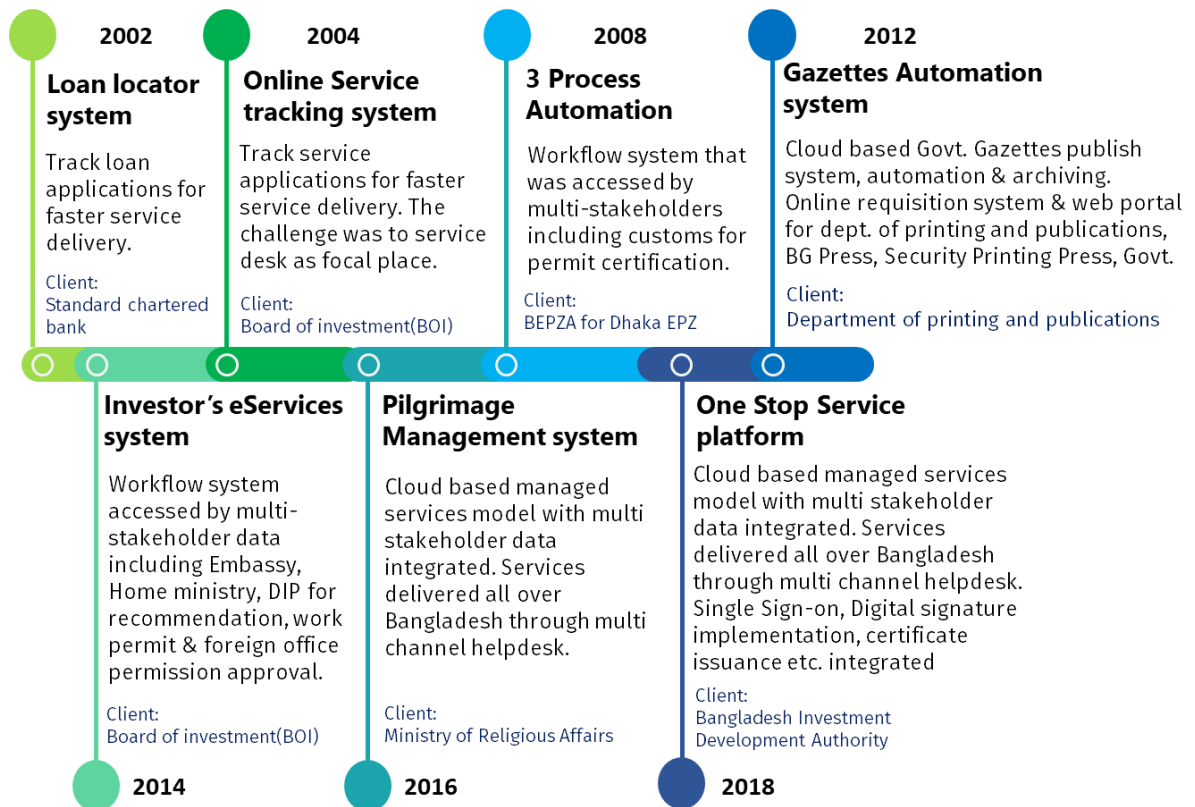 2002
Loan locator
system
Track loan
applications for
faster service
delivery.
Client:
Standard chartered
bank
2004
Online Service
tracking system
Track service
applications for faster
service delivery. The
challenge was to service
desk as focal place.
Client:
Board of investment(BOI)
2008
3 Process
Automation
Workflow system that
was accessed by
multi-stakeholders
including customs for
permit certification.
Client:
BEPZA for Dhaka EPZ
2012
Gazettes Automation
system
Cloud based Govt. Gazettes publish
system, automation & archiving.
Online requisition system & web portal
for dept. of printing and publications,
BG Press, Security Printing Press, Govt.
Client:
Department of printing and publications
Investor’s eServices
system
Workflow system
accessed by multi-
stakeholder data
including Embassy,
Home ministry, DIP for
recommendation, work
permit & foreign office
permission approval.
Client:
Board of investment(BOI)
2014
Pilgrimage
Management system
Cloud based managed
services model with multi
stakeholder data
integrated. Services
delivered all over
Bangladesh through multi
channel helpdesk.
Client:
Ministry of Religious Affairs
2016
One Stop Service
platform
Cloud based managed services
model with multi stakeholder
data integrated. Services
delivered all over Bangladesh
through multi channel helpdesk.
Single Sign-on, Digital signature
implementation, certificate
issuance etc. integrated
Client:
Bangladesh Investment
Development Authority
2018